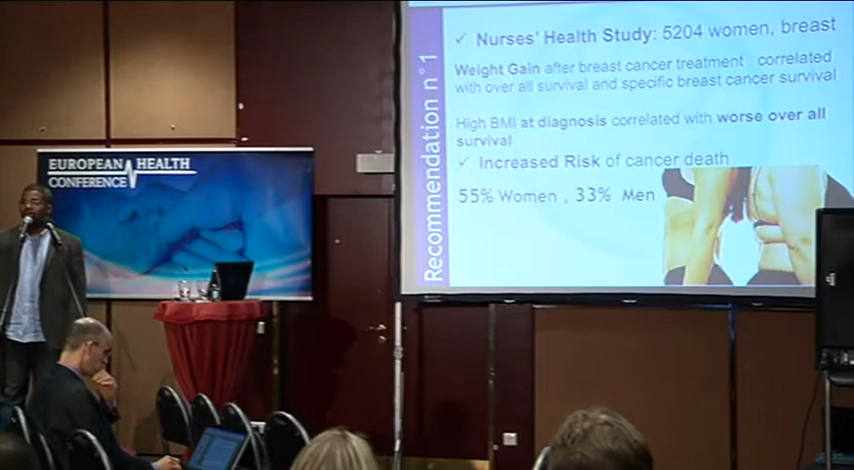 ✓ Nurses' Health Study: 5204 women, breast
Weight Gain after breast cancer treatment correlated
with over all survival and specific breast cancer survival
High BMI at diagnosis correlated with worse over all
survival
✓ Increased Risk of cancer death
55% Women , 33% Men
Recommendation n°1
EUROPEAN HEALTH
CONFERENCE